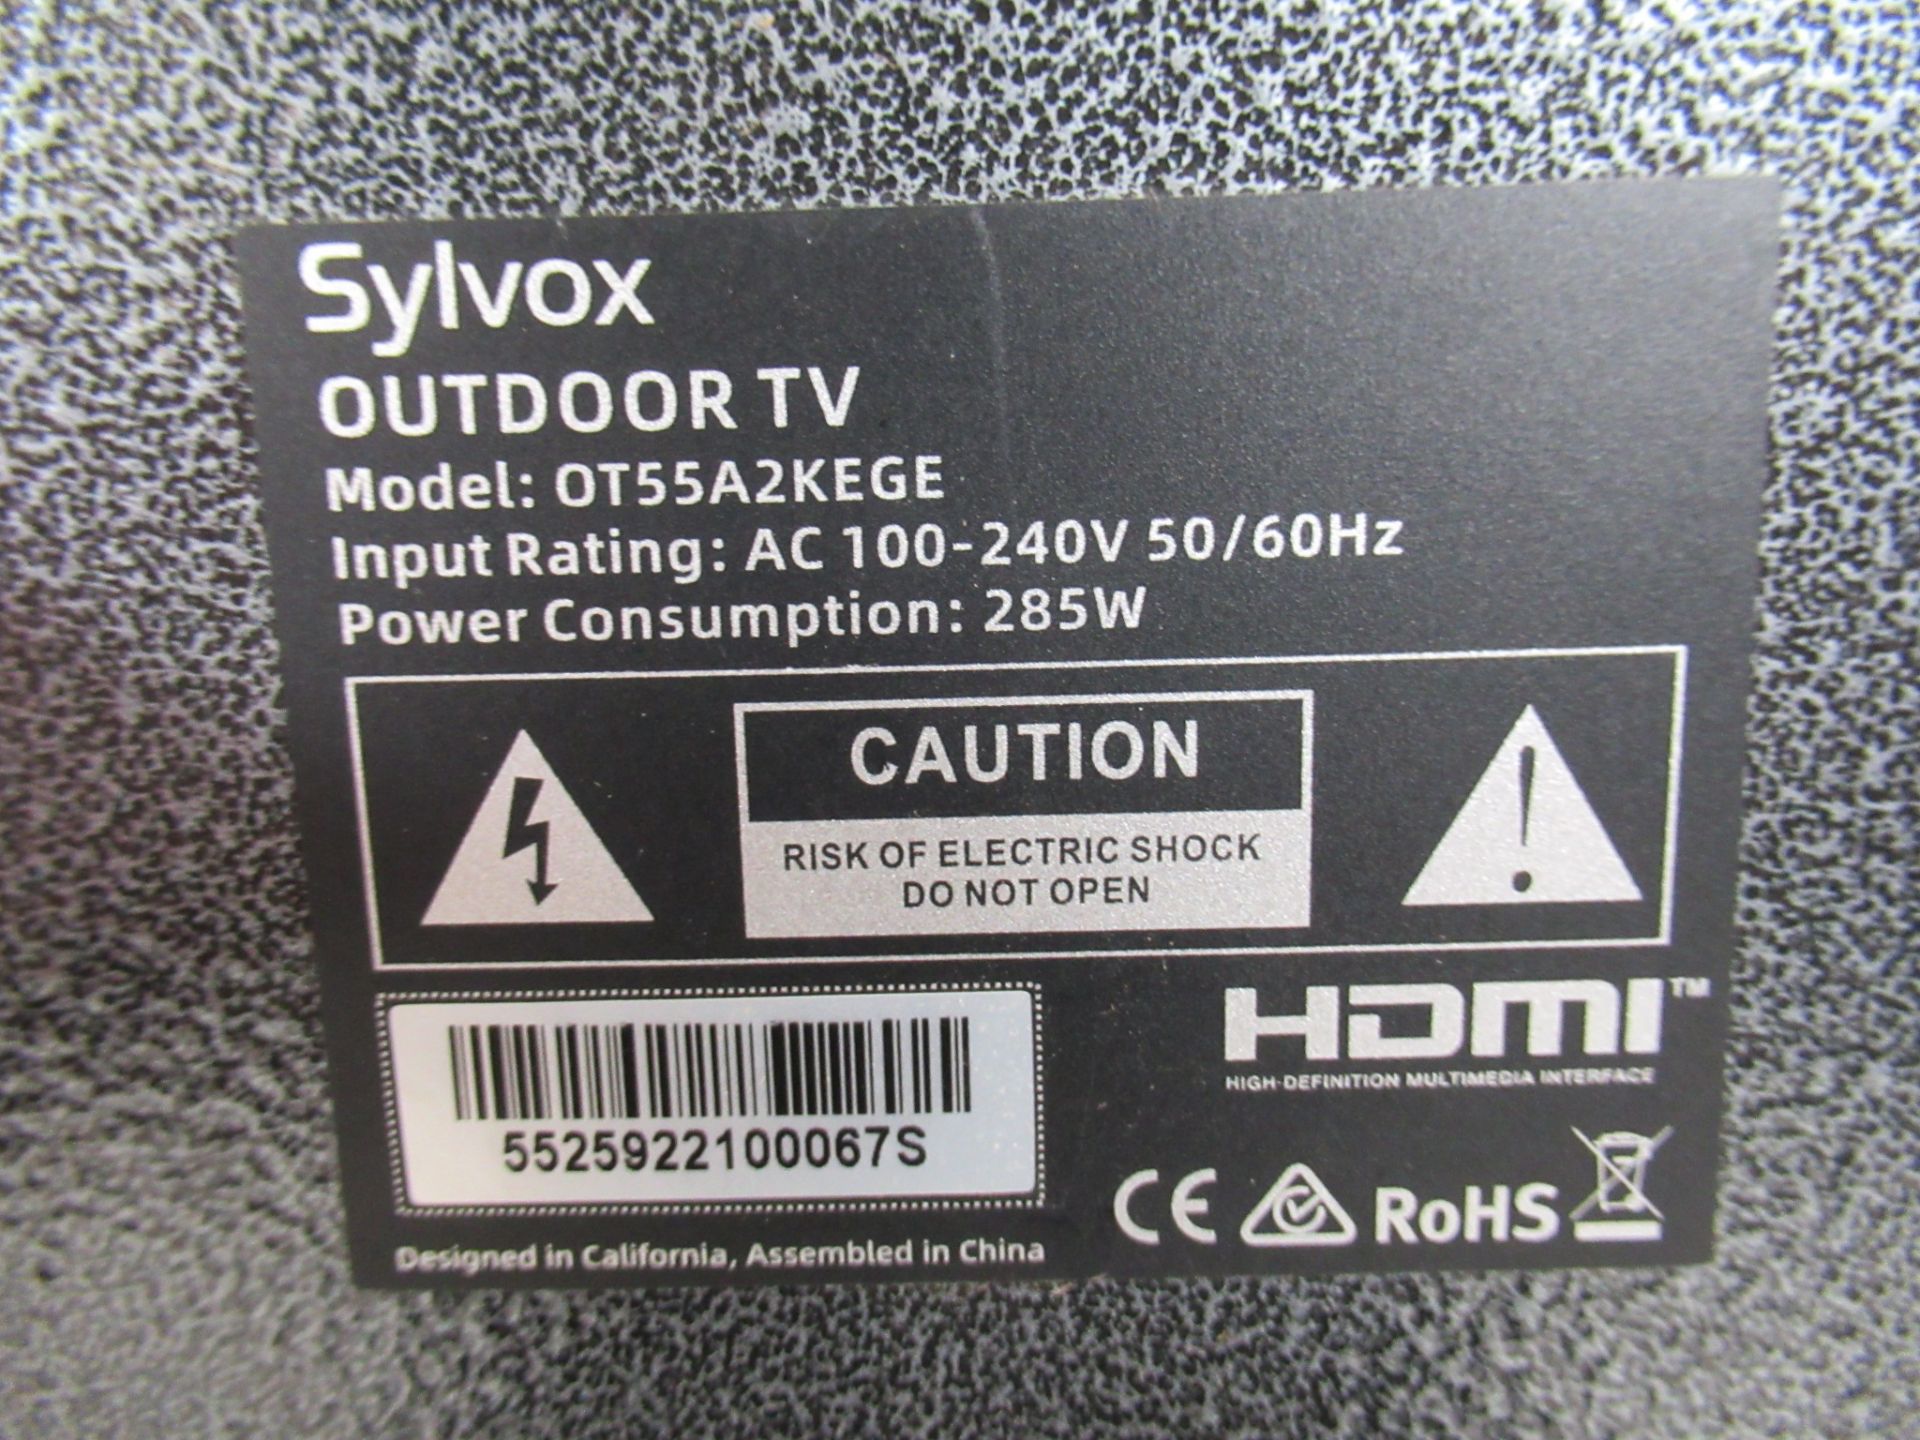 Sylvox
OUTDOOR TV
Model: OT55A2KEGE
Input Rating: AC 100-240V 50/60Hz
Power Consumption: 285W
CAUTION
RISK OF ELECTRIC SHOCK
DO NOT OPEN
HDMI™
HIGH-DEFINITION MULTIMEDIA INTERFACE
5525922100067S
CE RoHS
Designed in California, Assembled in China